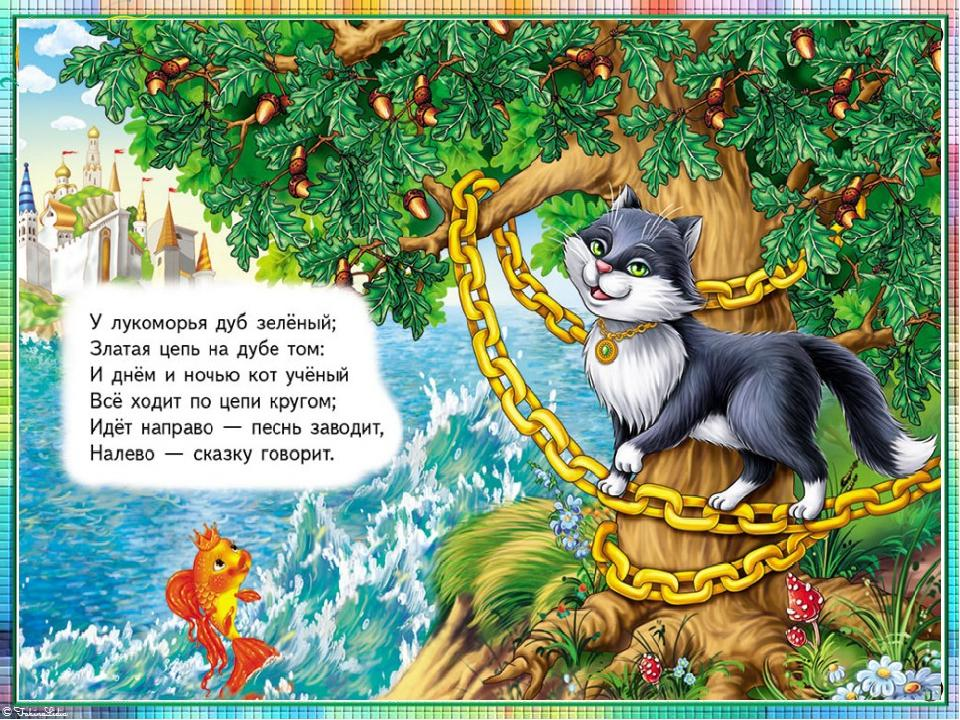 У лукоморья дуб зелёный;
Златая цепь на дубе том:
И днём и ночью кот учёный
Всё ходит по цепи кругом;
Идёт направо — песнь заводит,
Налево — сказку говорит.
© FokinaLidia